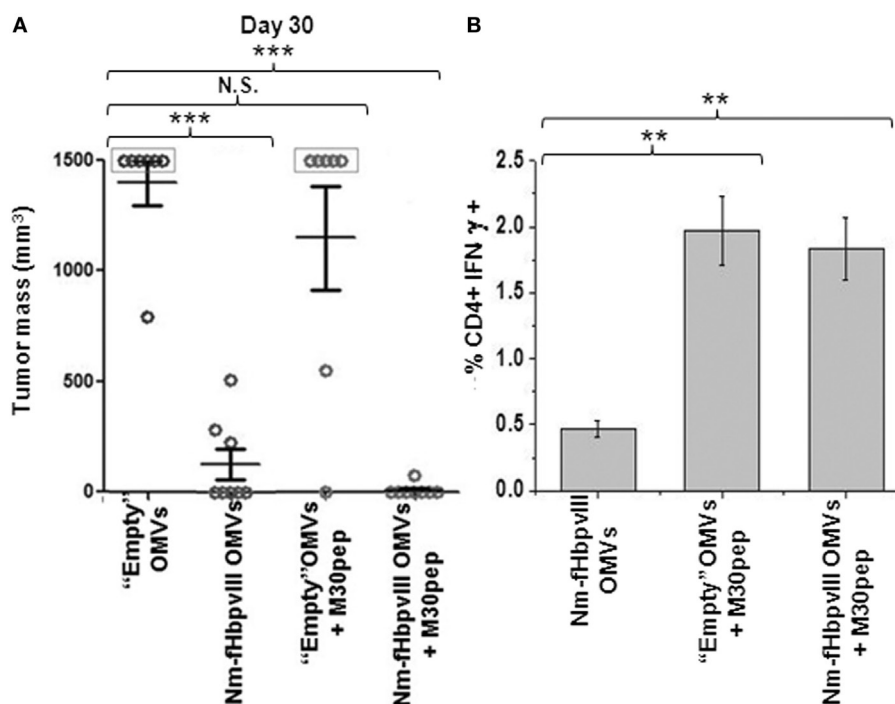 A
Day 30
***
N.S.
***
Tumor mass (mm³)
1500
1000
500
0
“Empty”
OMVs
Nm-fHbpvIII OMVs
“Empty”OMVs
+ M30pep
Nm-fHbpvIII OMVs
+ M30pep
B
**
**
% CD4+ IFN γ +
2.5
2.0
1.5
1.0
0.5
0.0
Nm-fHbpvIII
OMVs
“Empty”OMVs
+ M30pep
Nm-fHbpvIII OMVs
+ M30pep